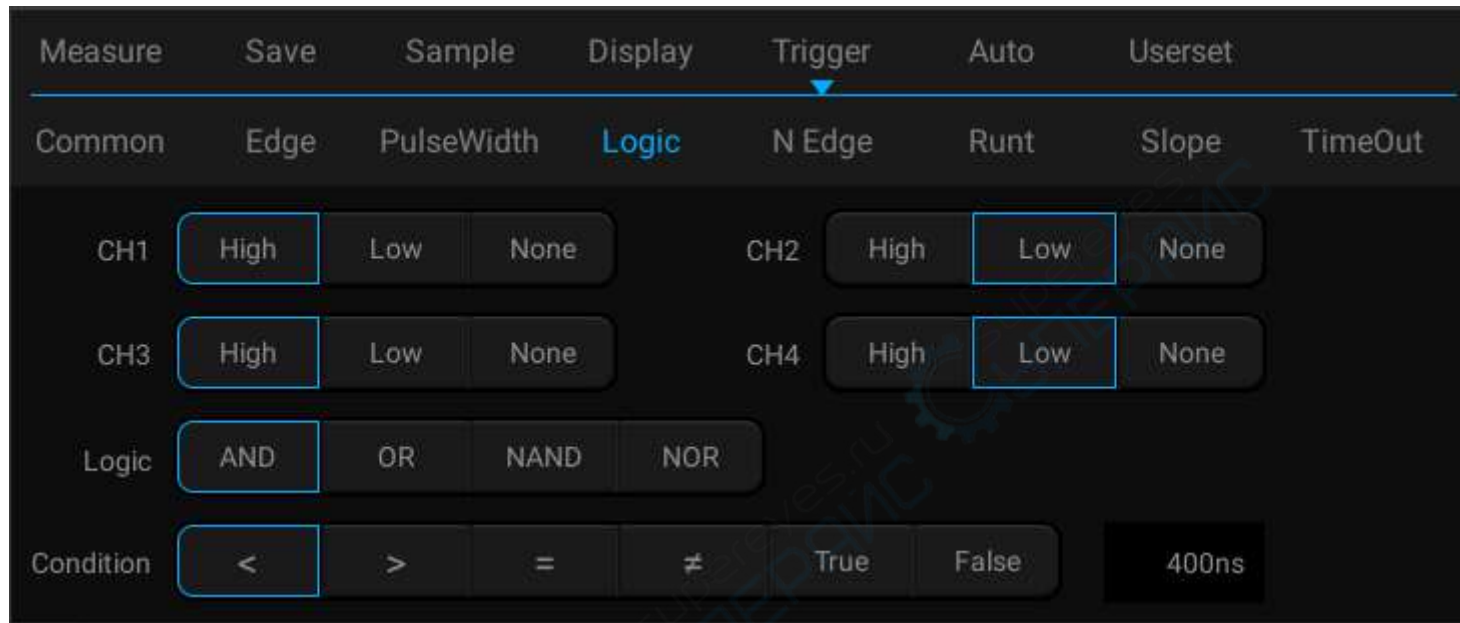 Measure Save Sample Display Trigger Auto Userset
Common Edge PulseWidth Logic N Edge Runt Slope TimeOut
CH1 High Low None CH2 High Low None
CH3 High Low None CH4 High Low None
Logic AND OR NAND NOR
Condition < > = ≠ True False 400ns